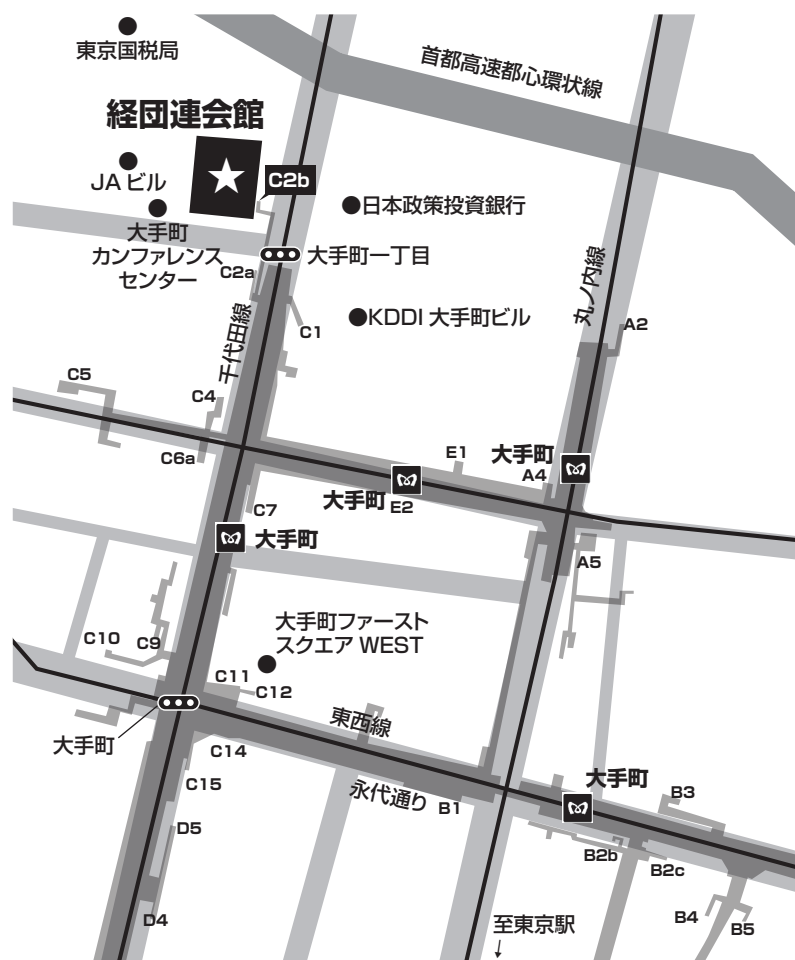 東京国税局
首都高速都心環状線
経団連会館
JA ビル
C2b
日本政策投資銀行
大手町
カンファレンス
センター
C2a
大手町一丁目
丸ノ内線
KDDI 大手町ビル
C1
A2
千代田線
C5
C4
C6a
E1
大手町
A4
大手町
E2
C7
大手町
A5
大手町ファースト
スクエア WEST
C10
C9
C11
C12
東西線
大手町
C14
C15
永代通り
B1
大手町
B3
D5
B2b
B2c
B4
B5
D4
至東京駅